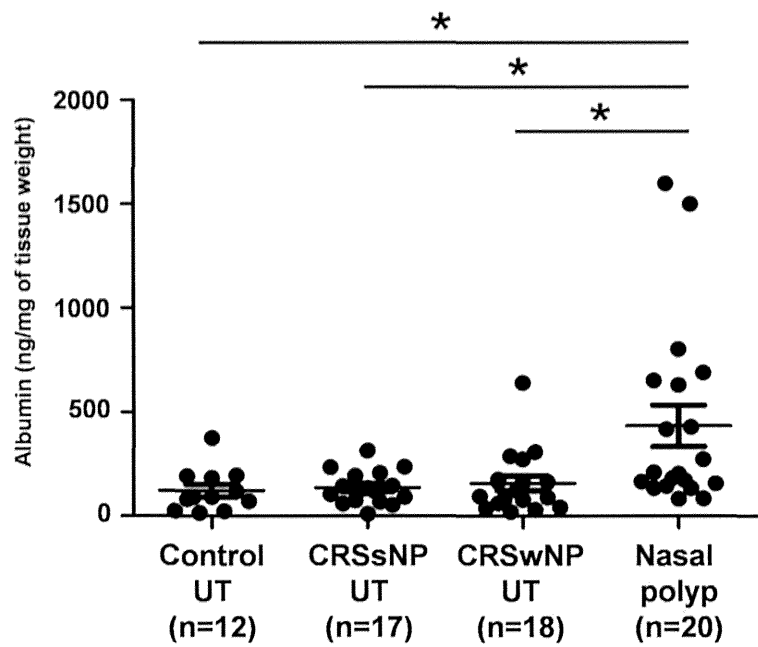 *
*
*
Albumin (ng/mg of tissue weight)
2000
1500
1000
500
0
Control CRSsNP CRSwNP Nasal
UT UT UT polyp
(n=12) (n=17) (n=18) (n=20)